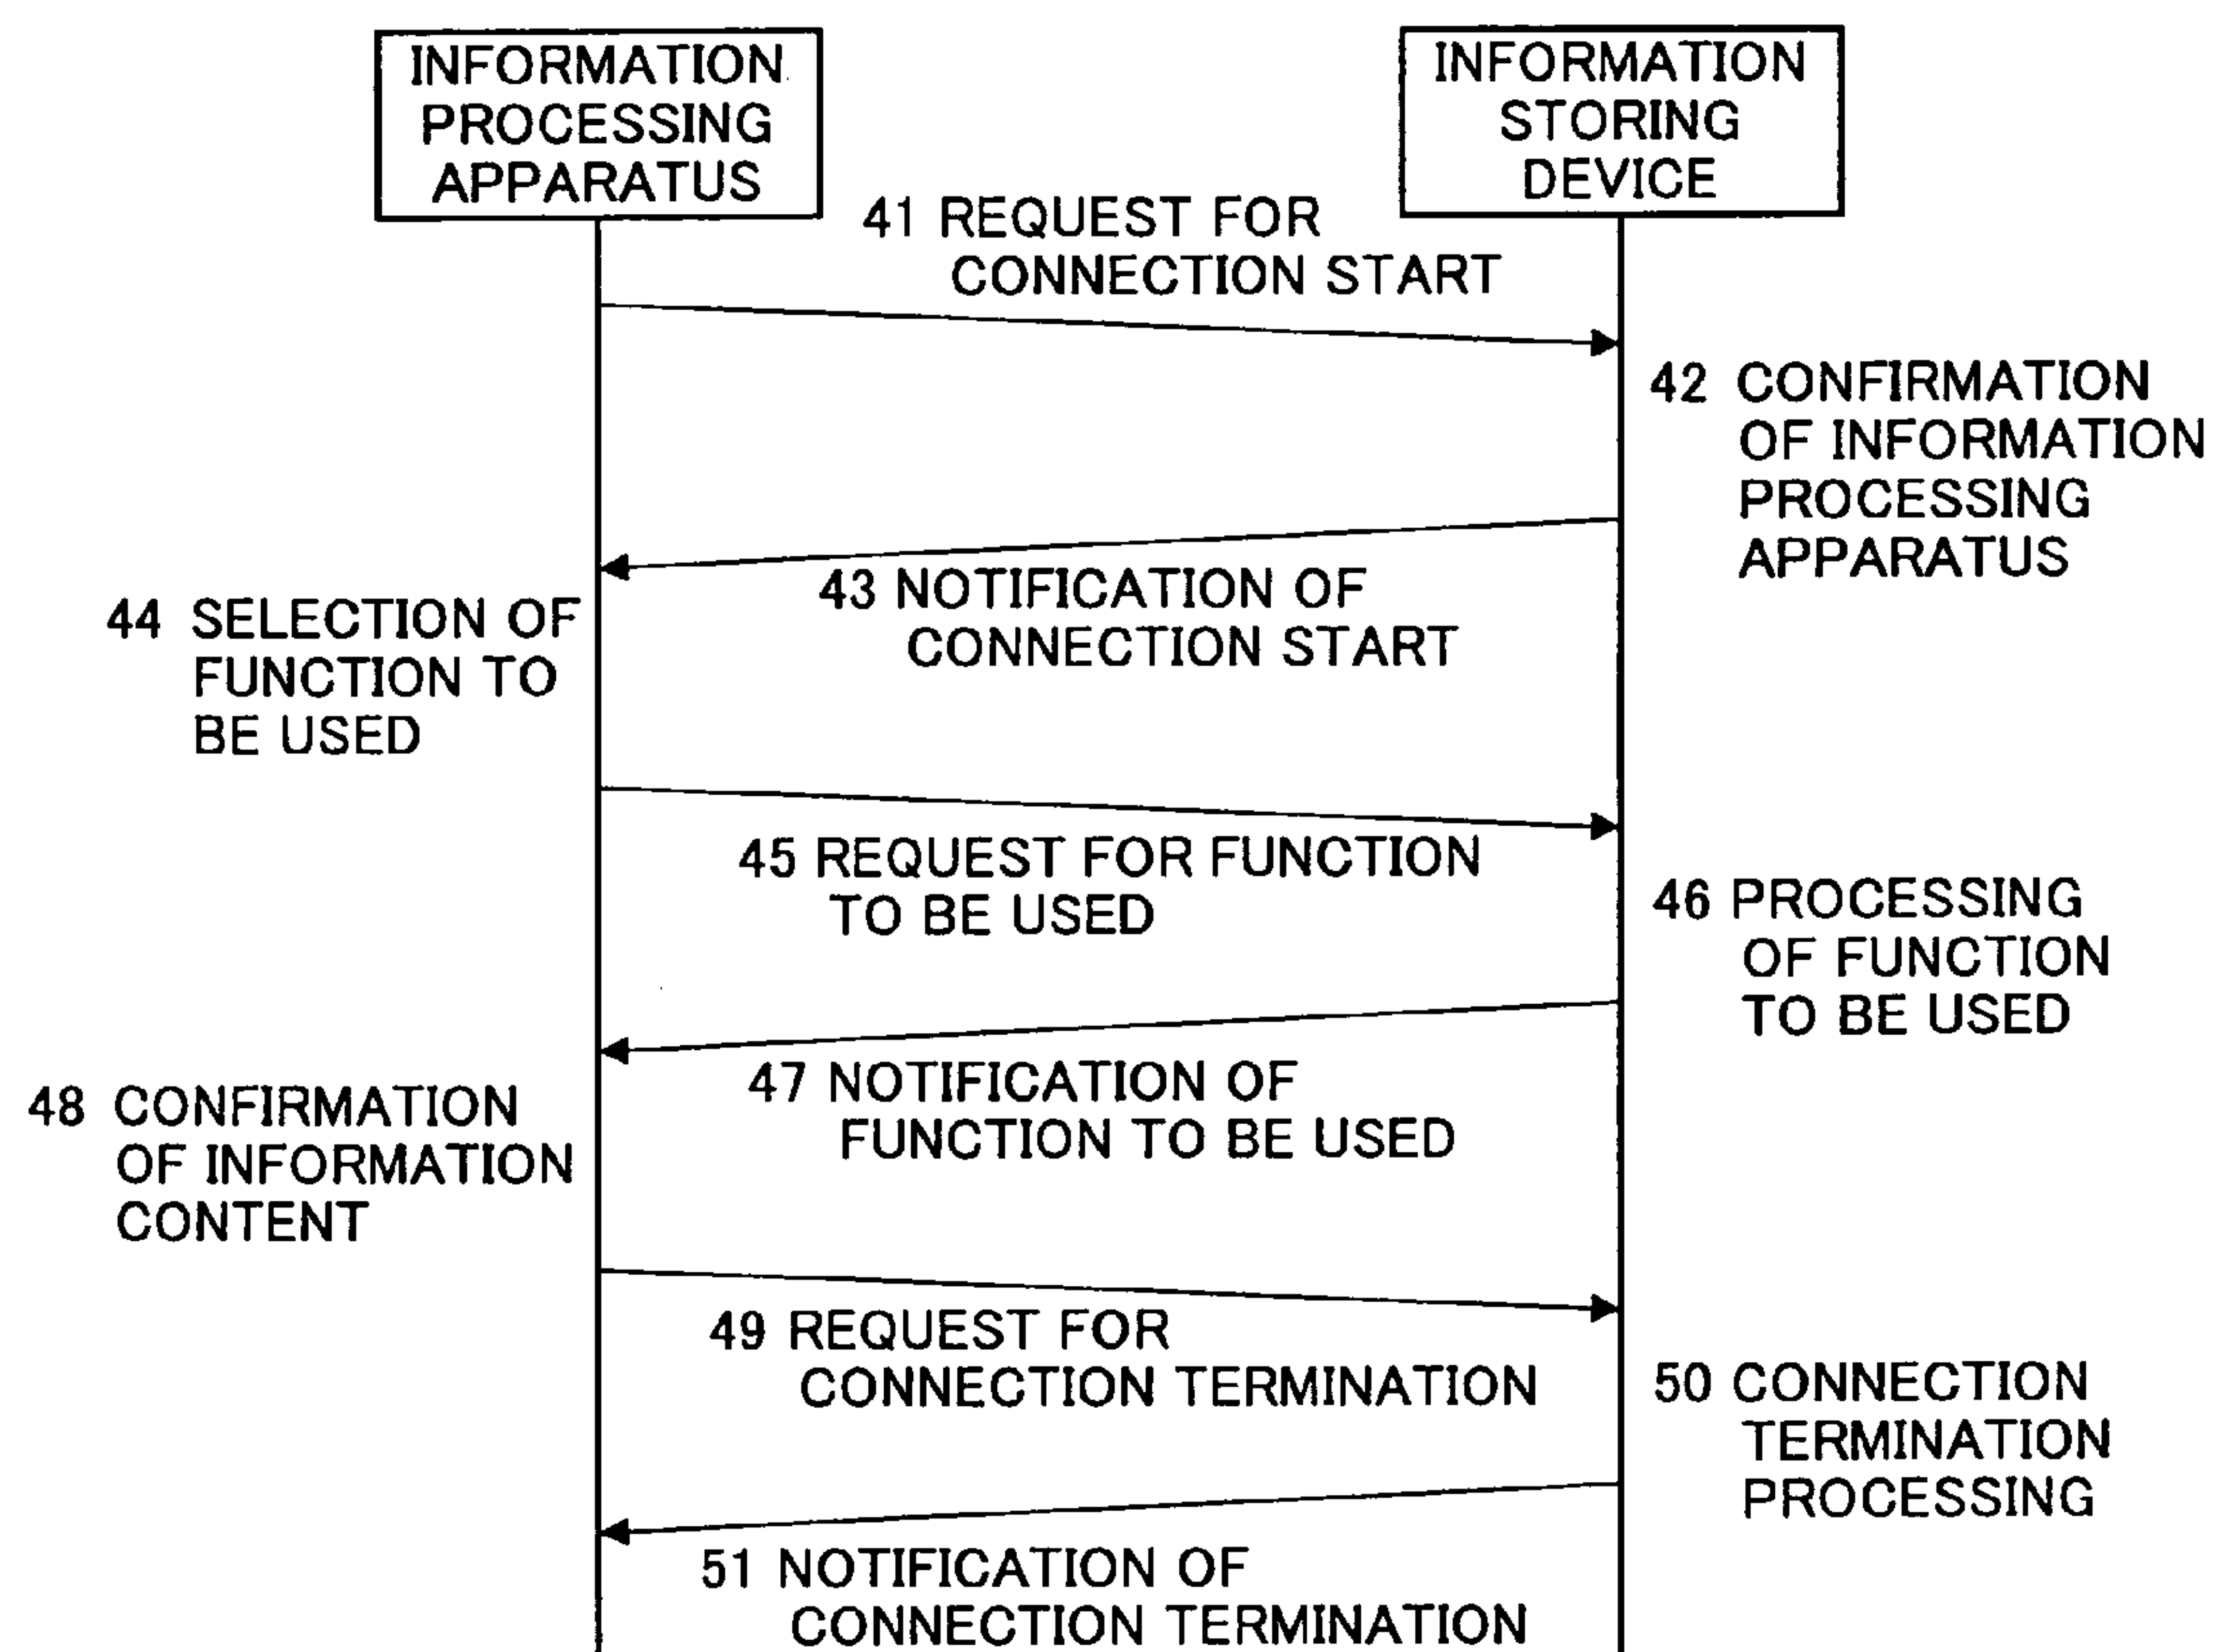 INFORMATION
PROCESSING
APPARATUS
INFORMATION
STORING
DEVICE
41 REQUEST FOR
CONNECTION START
42 CONFIRMATION
OF INFORMATION
PROCESSING
APPARATUS
43 NOTIFICATION OF
CONNECTION START
44 SELECTION OF
FUNCTION TO
BE USED
45 REQUEST FOR FUNCTION
TO BE USED
46 PROCESSING
OF FUNCTION
TO BE USED
47 NOTIFICATION OF
FUNCTION TO BE USED
48 CONFIRMATION
OF INFORMATION
CONTENT
49 REQUEST FOR
CONNECTION TERMINATION
50 CONNECTION
TERMINATION
PROCESSING
51 NOTIFICATION OF
CONNECTION TERMINATION